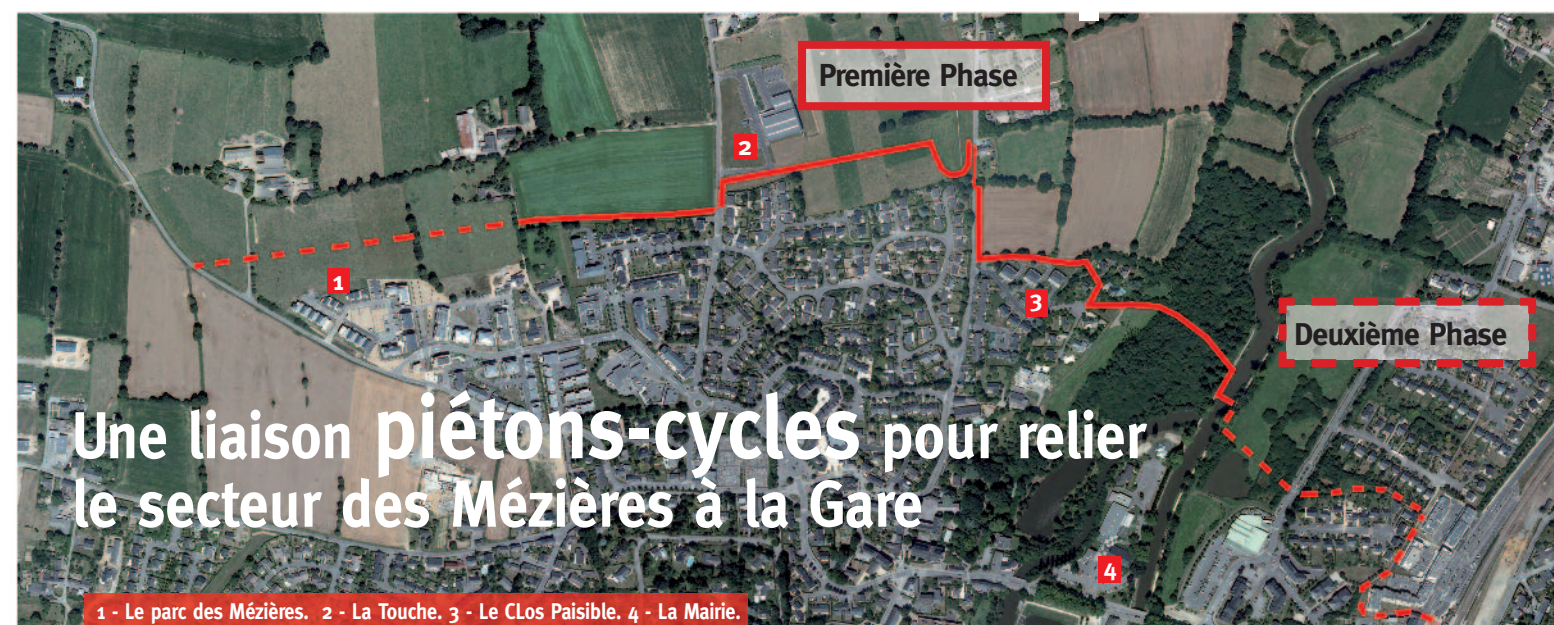 Première Phase
2
1
3
Deuxième Phase
Une liaison piétons-cycles pour relier
le secteur des Mézières à la Gare
4
1 - Le parc des Mézières. 2 - La Touche. 3 - Le CLos Paisible. 4 - La Mairie.